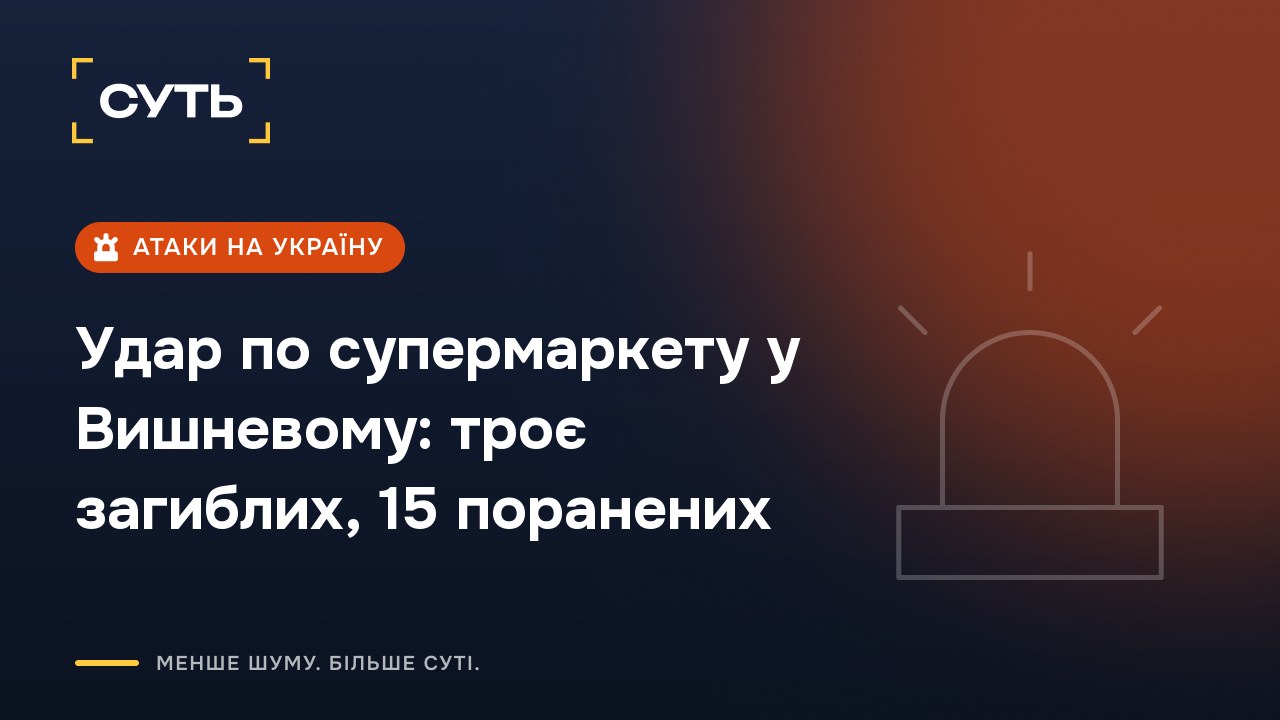 СУТЬ
АТАКИ НА УКРАЇНУ
Удар по супермаркету у
Вишневому: троє
загиблих, 15 поранених
МЕНШЕ ШУМУ. БІЛЬШЕ СУТІ.